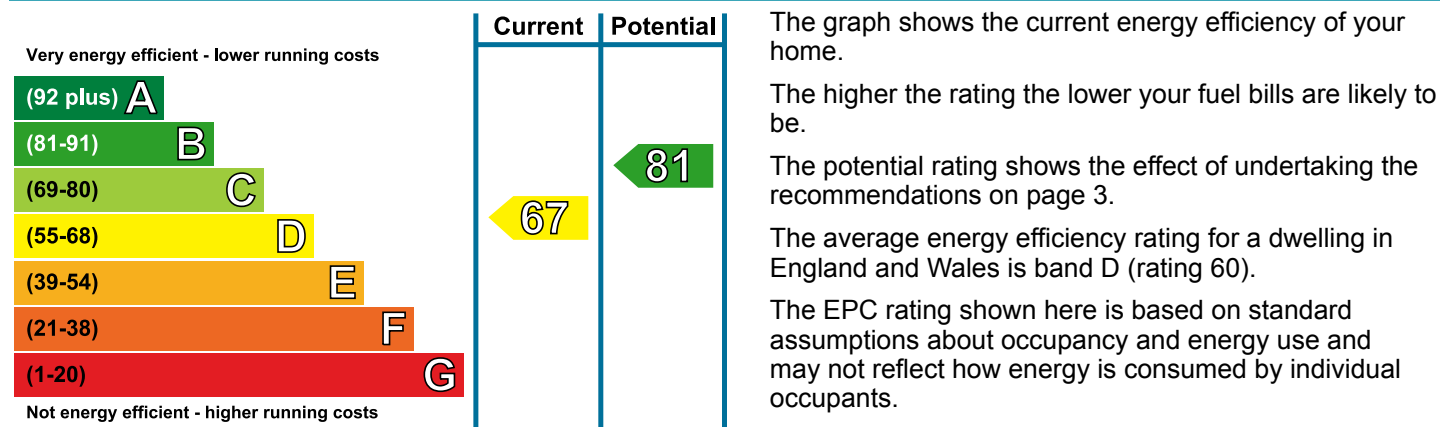 Current Potential
Very energy efficient - lower running costs
(92 plus) A
(81-91) B
(69-80) C
(55-68) D
(39-54) E
(21-38) F
(1-20) G
Not energy efficient - higher running costs
67
81
The graph shows the current energy efficiency of your
home.
The higher the rating the lower your fuel bills are likely to
be.
The potential rating shows the effect of undertaking the
recommendations on page 3.
The average energy efficiency rating for a dwelling in
England and Wales is band D (rating 60).
The EPC rating shown here is based on standard
assumptions about occupancy and energy use and
may not reflect how energy is consumed by individual
occupants.